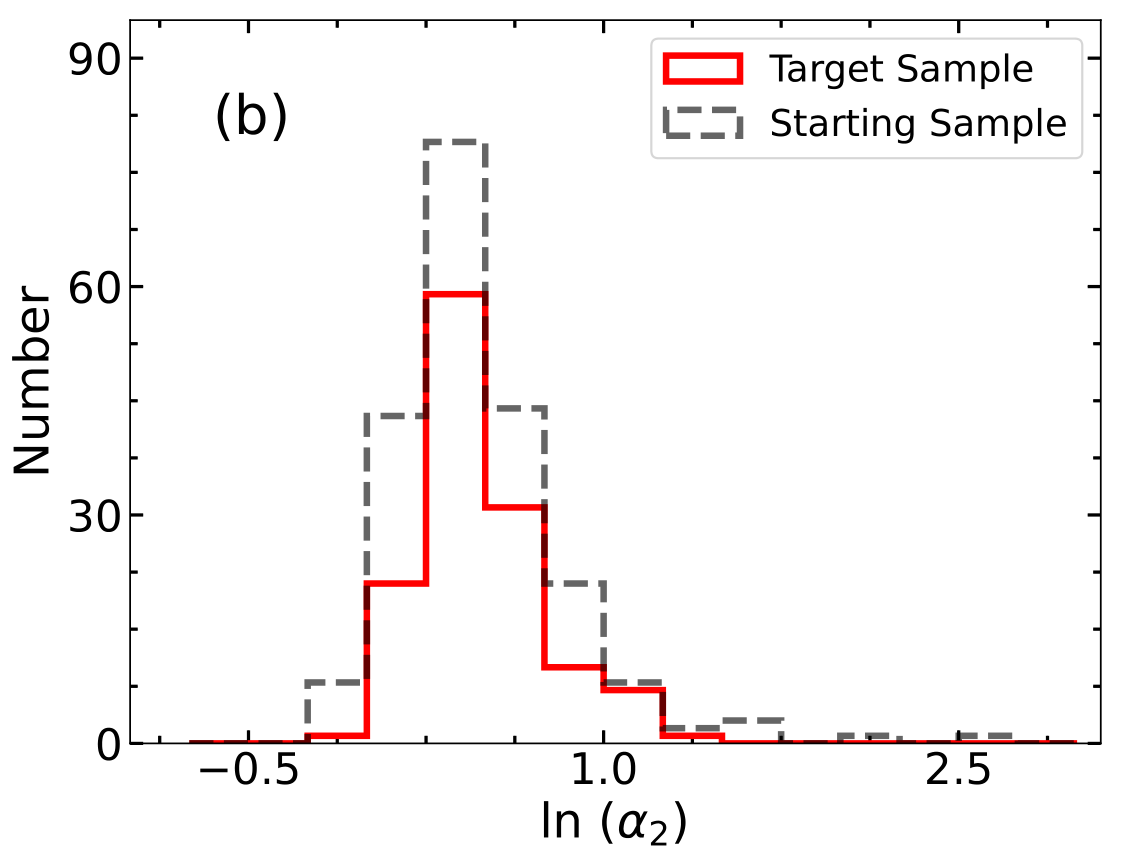 90
(b)
Target Sample
Starting Sample
60
30
0
Number
−0.5
1.0
2.5
ln (α₂)